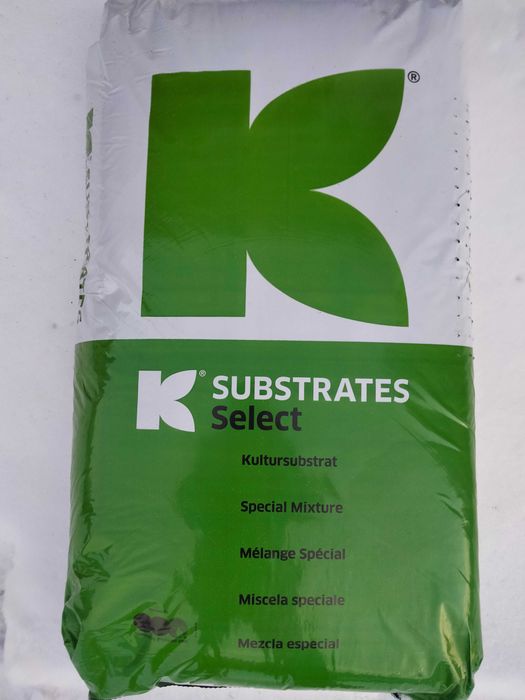 K®
K® SUBSTRATES
Select
Kultursubstrat
Special Mixture
Mélange Spécial
Miscela speciale
Mezcla especial